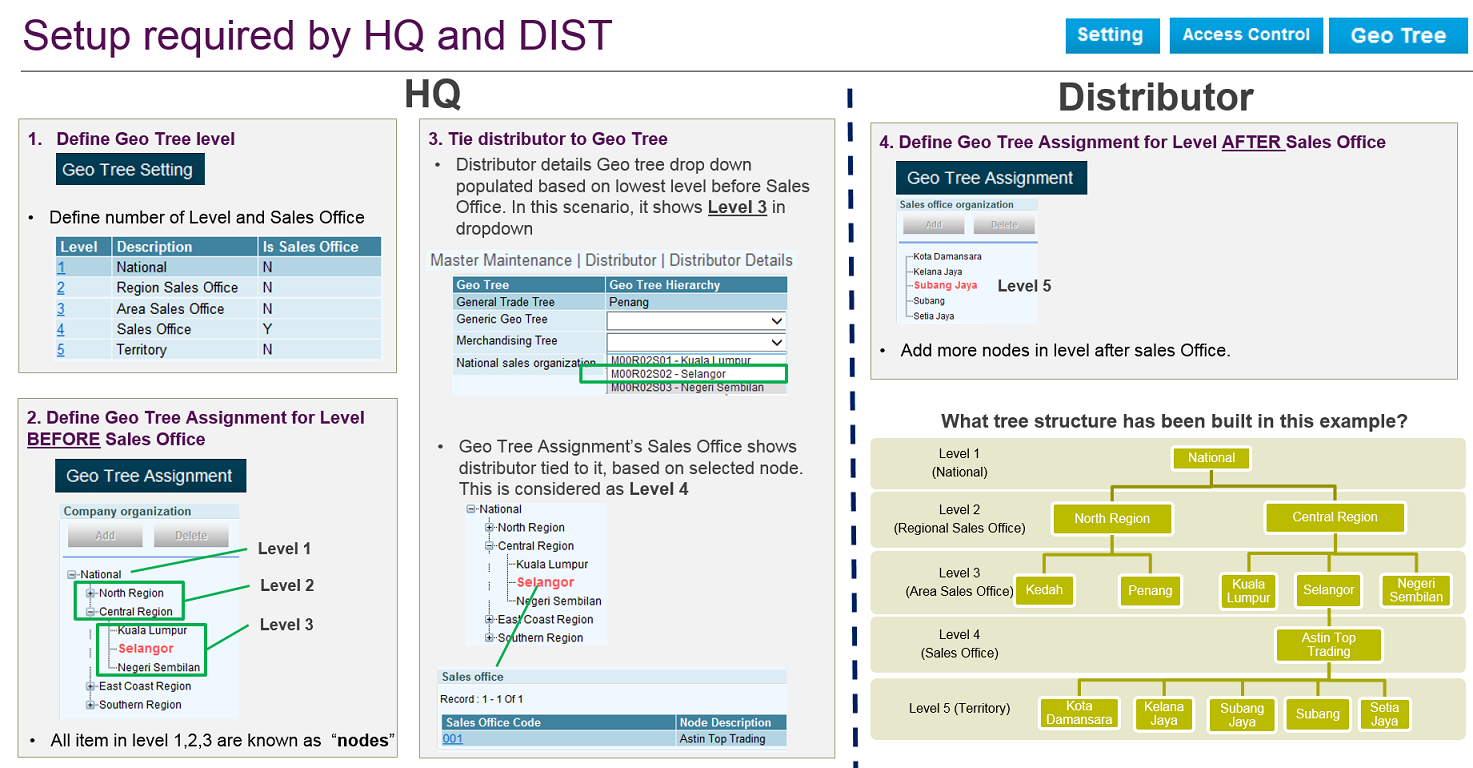 Setup required by HQ and DIST
Setting
Access Control
Geo Tree
HQ
1. Define Geo Tree level
Geo Tree Setting
• Define number of Level and Sales Office
Level Description Is Sales Office
1 National N
2 Region Sales Office N
3 Area Sales Office N
4 Sales Office Y
5 Territory N
2. Define Geo Tree Assignment for Level
BEFORE Sales Office
Geo Tree Assignment
Company organization
Add Delete
National
North Region
Central Region
Kuala Lumpur
Selangor
Negeri Sembilan
East Coast Region
Southern Region
Level 1
Level 2
Level 3
• All item in level 1,2,3 are known as “nodes”
3. Tie distributor to Geo Tree
• Distributor details Geo tree drop down
populated based on lowest level before Sales
Office. In this scenario, it shows Level 3 in
dropdown
Master Maintenance | Distributor | Distributor Details
Geo Tree Geo Tree Hierarchy
General Trade Tree Penang
Generic Geo Tree
Merchandising Tree
National sales organization
M00R02S01 - Kuala Lumpur
M00R02S02 - Selangor
M00R02S03 - Negeri Sembilan
• Geo Tree Assignment’s Sales Office shows
distributor tied to it, based on selected node.
This is considered as Level 4
National
North Region
Central Region
Kuala Lumpur
Selangor
Negeri Sembilan
East Coast Region
Southern Region
Sales office
Record : 1 - 1 Of 1
Sales Office Code Node Description
001 Astin Top Trading
Distributor
4. Define Geo Tree Assignment for Level AFTER Sales Office
Geo Tree Assignment
Sales office organization
Add Delete
Kota Damansara
Kelana Jaya
Subang Jaya
Subang
Setia Jaya
Level 5
• Add more nodes in level after sales Office.
What tree structure has been built in this example?
Level 1
(National)
National
Level 2
(Regional Sales Office)
North Region
Central Region
Level 3
(Area Sales Office)
Kedah
Penang
Kuala
Lumpur
Selangor
Negeri
Sembilan
Level 4
(Sales Office)
Astin Top
Trading
Level 5 (Territory)
Kota
Damansara
Kelana
Jaya
Subang
Jaya
Subang
Setia
Jaya